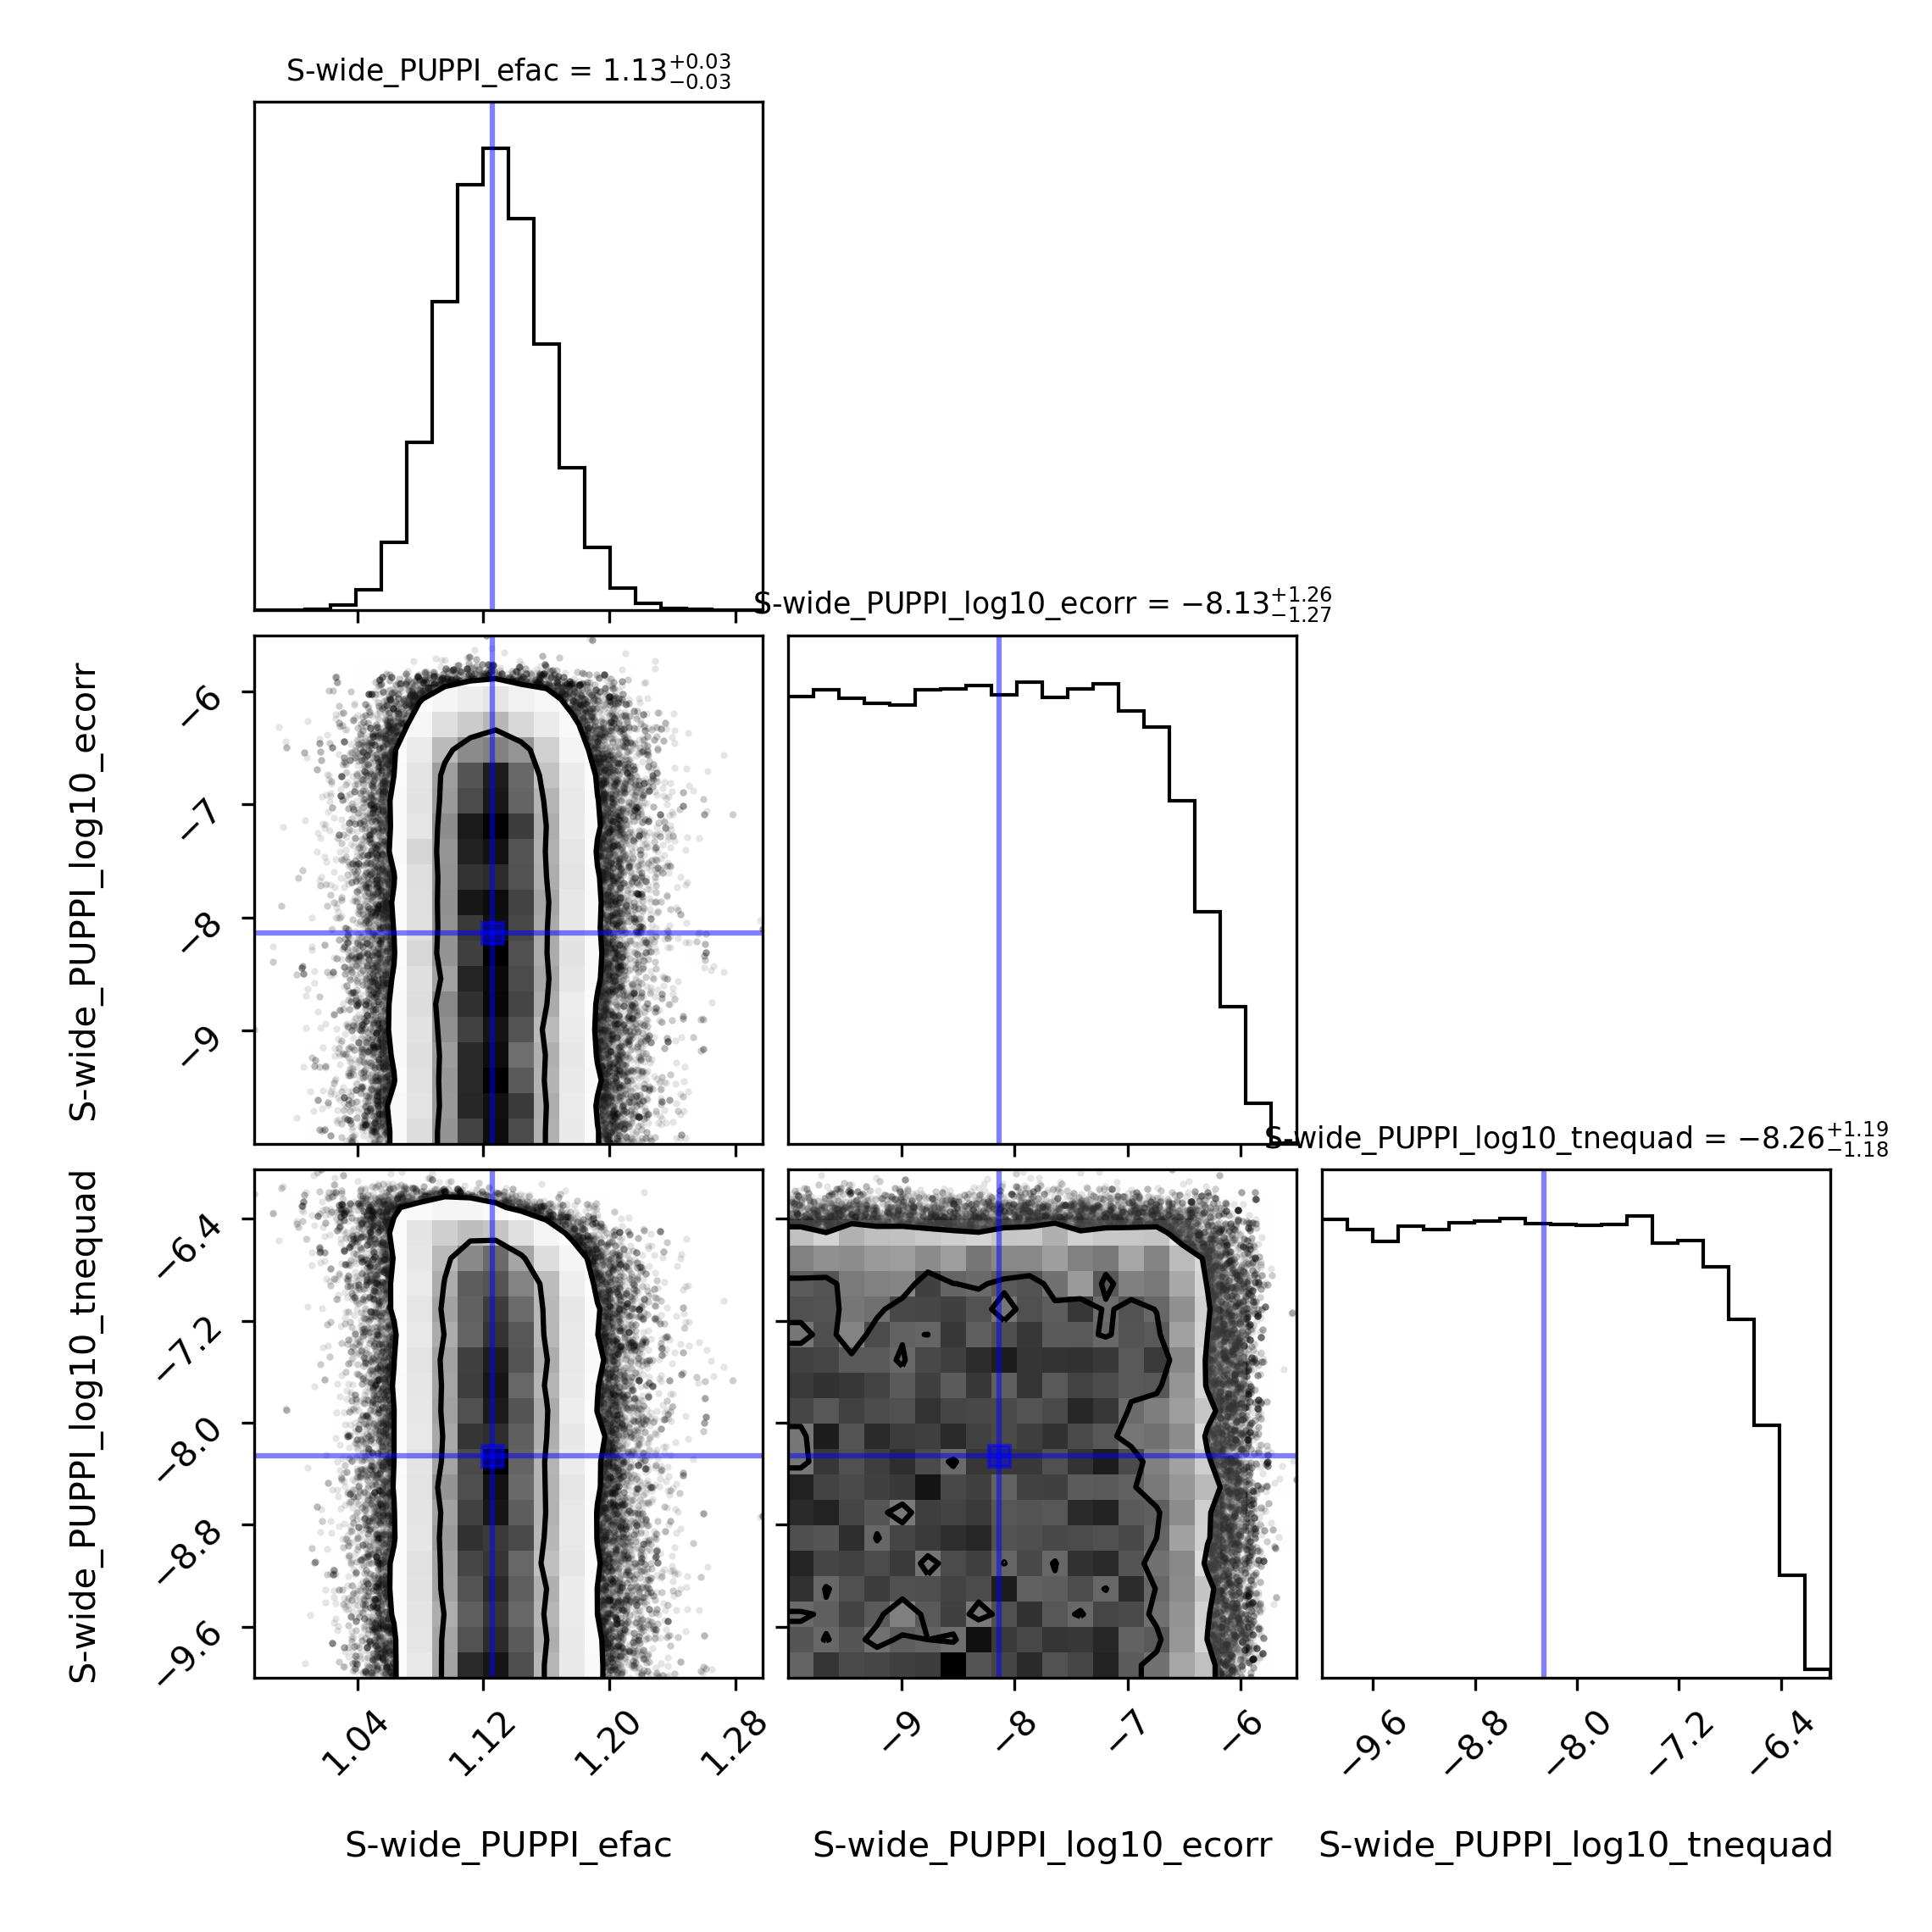 S-wide_PUPPI_efac = 1.13+0.03−0.03
S-wide_PUPPI_log10_ecorr = −8.13+1.26−1.27
S-wide_PUPPI_log10_ecorr
−6
−7
−8
−9
S-wide_PUPPI_log10_tnequad = −8.26+1.19−1.18
S-wide_PUPPI_log10_tnequad
−6.4
−7.2
−8.0
−8.8
−9.6
1.04 1.12 1.20 1.28
−9 −8 −7 −6
−9.6 −8.8 −8.0 −7.2 −6.4
S-wide_PUPPI_efac
S-wide_PUPPI_log10_ecorr
S-wide_PUPPI_log10_tnequad